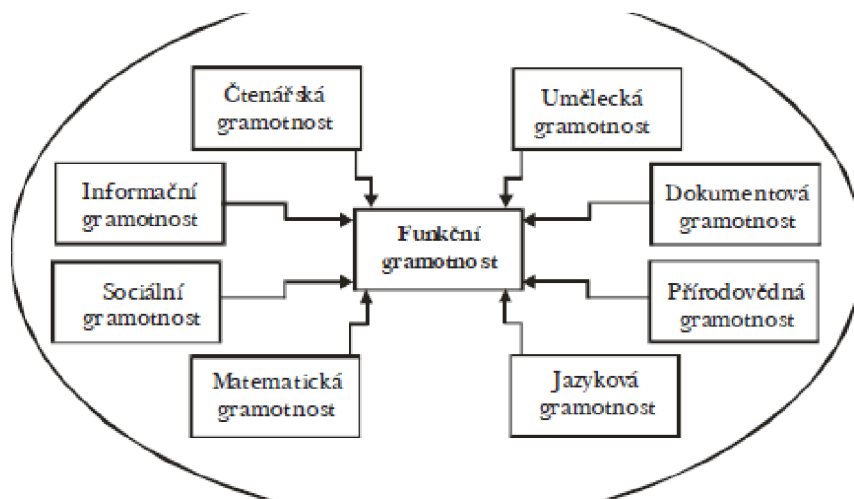 Čtenářská
gramotnost
Umělecká
gramotnost
Informační
gramotnost
Dokumentová
gramotnost
Funkční
gramotnost
Sociální
gramotnost
Přírodovědná
gramotnost
Matematická
gramotnost
Jazyková
gramotnost